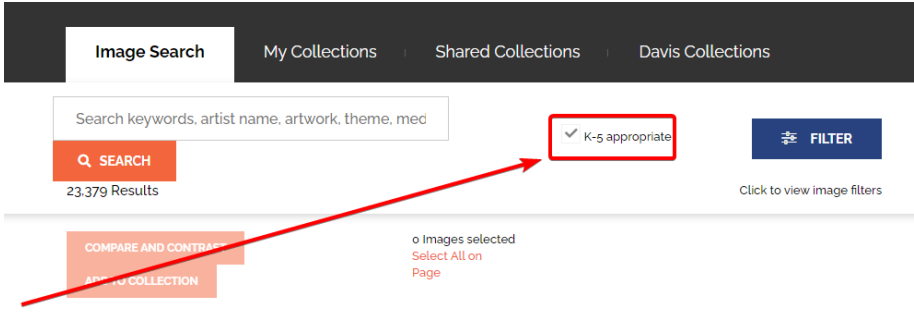 Image Search
My Collections
Shared Collections
Davis Collections
Search keywords, artist name, artwork, theme, med
K-5 appropriate
FILTER
SEARCH
23,379 Results
Click to view image filters
COMPARE AND CONTRAST
0 Images selected
Select All on
Page
ADD TO COLLECTION